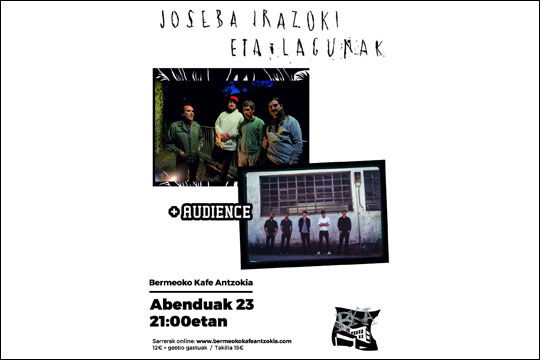 JOSEBA IRAZOKI
ETA LAGUNAK
+ AUDIENCE
Bermeoko Kafe Antzokia
Abenduak 23
21:00etan
Sarrerak online: www.bermeokokafeantzokia.com
12€ + gestio gastuak / Takilla 15€